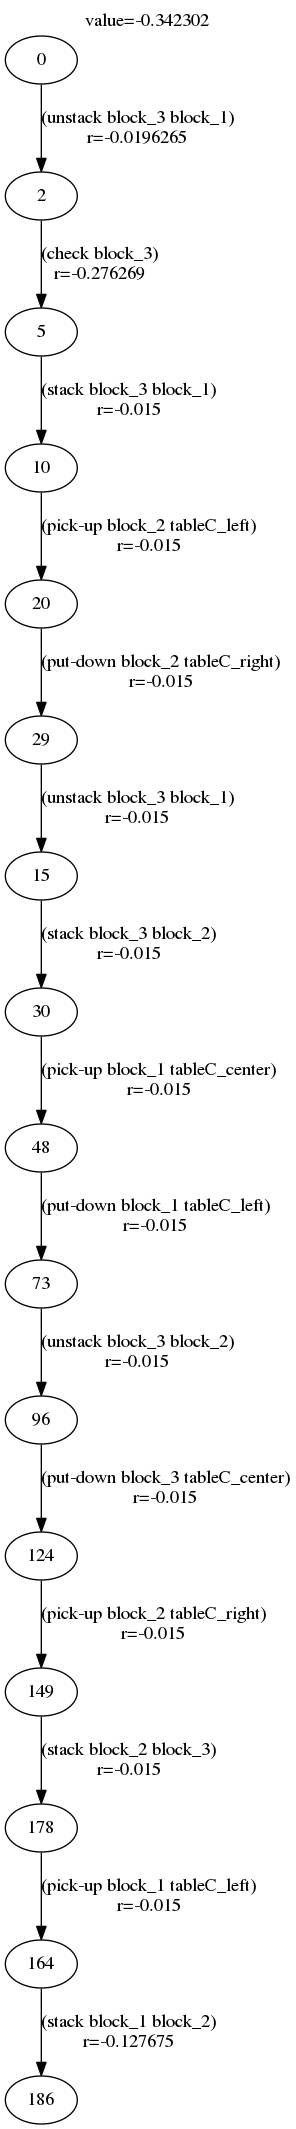 value=-0.342302
0
(unstack block_3 block_1)
r=-0.0196265
2
(check block_3)
r=-0.276269
5
(stack block_3 block_1)
r=-0.015
10
(pick-up block_2 tableC_left)
r=-0.015
20
(put-down block_2 tableC_right)
r=-0.015
29
(unstack block_3 block_1)
r=-0.015
15
(stack block_3 block_2)
r=-0.015
30
(pick-up block_1 tableC_center)
r=-0.015
48
(put-down block_1 tableC_left)
r=-0.015
73
(unstack block_3 block_2)
r=-0.015
96
(put-down block_3 tableC_center)
r=-0.015
124
(pick-up block_2 tableC_right)
r=-0.015
149
(stack block_2 block_3)
r=-0.015
178
(pick-up block_1 tableC_left)
r=-0.015
164
(stack block_1 block_2)
r=-0.127675
186